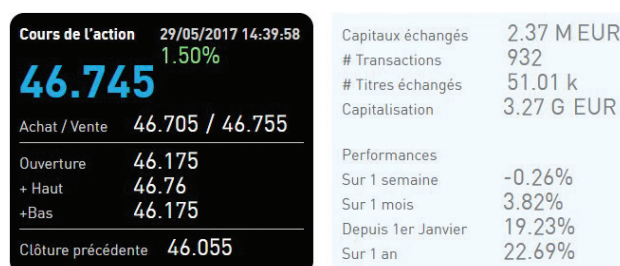 Cours de l'action 29/05/2017 14:39:58
1.50%
46.745
Achat / Vente 46.705 / 46.755
Ouverture 46.175
+ Haut 46.76
+Bas 46.175
Clôture précédente 46.055
Capitaux échangés 2.37 M EUR
# Transactions 932
# Titres échangés 51.01 k
Capitalisation 3.27 G EUR
Performances
Sur 1 semaine -0.26%
Sur 1 mois 3.82%
Depuis 1er Janvier 19.23%
Sur 1 an 22.69%